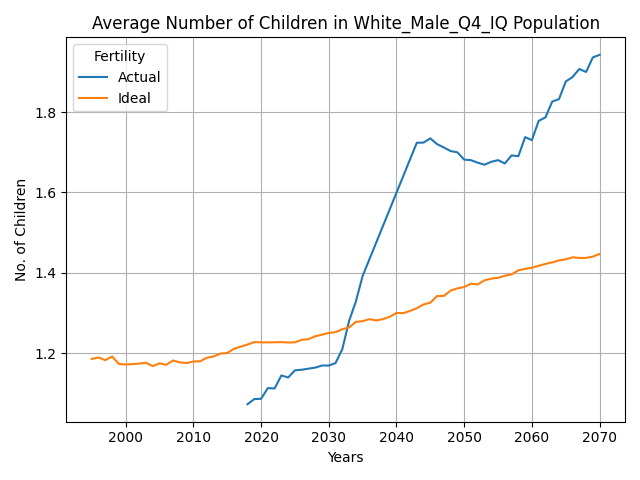 Average Number of Children in White_Male_Q4_IQ Population
Fertility
Actual
Ideal
No. of Children
1.8
1.6
1.4
1.2
2000 2010 2020 2030 2040 2050 2060 2070
Years